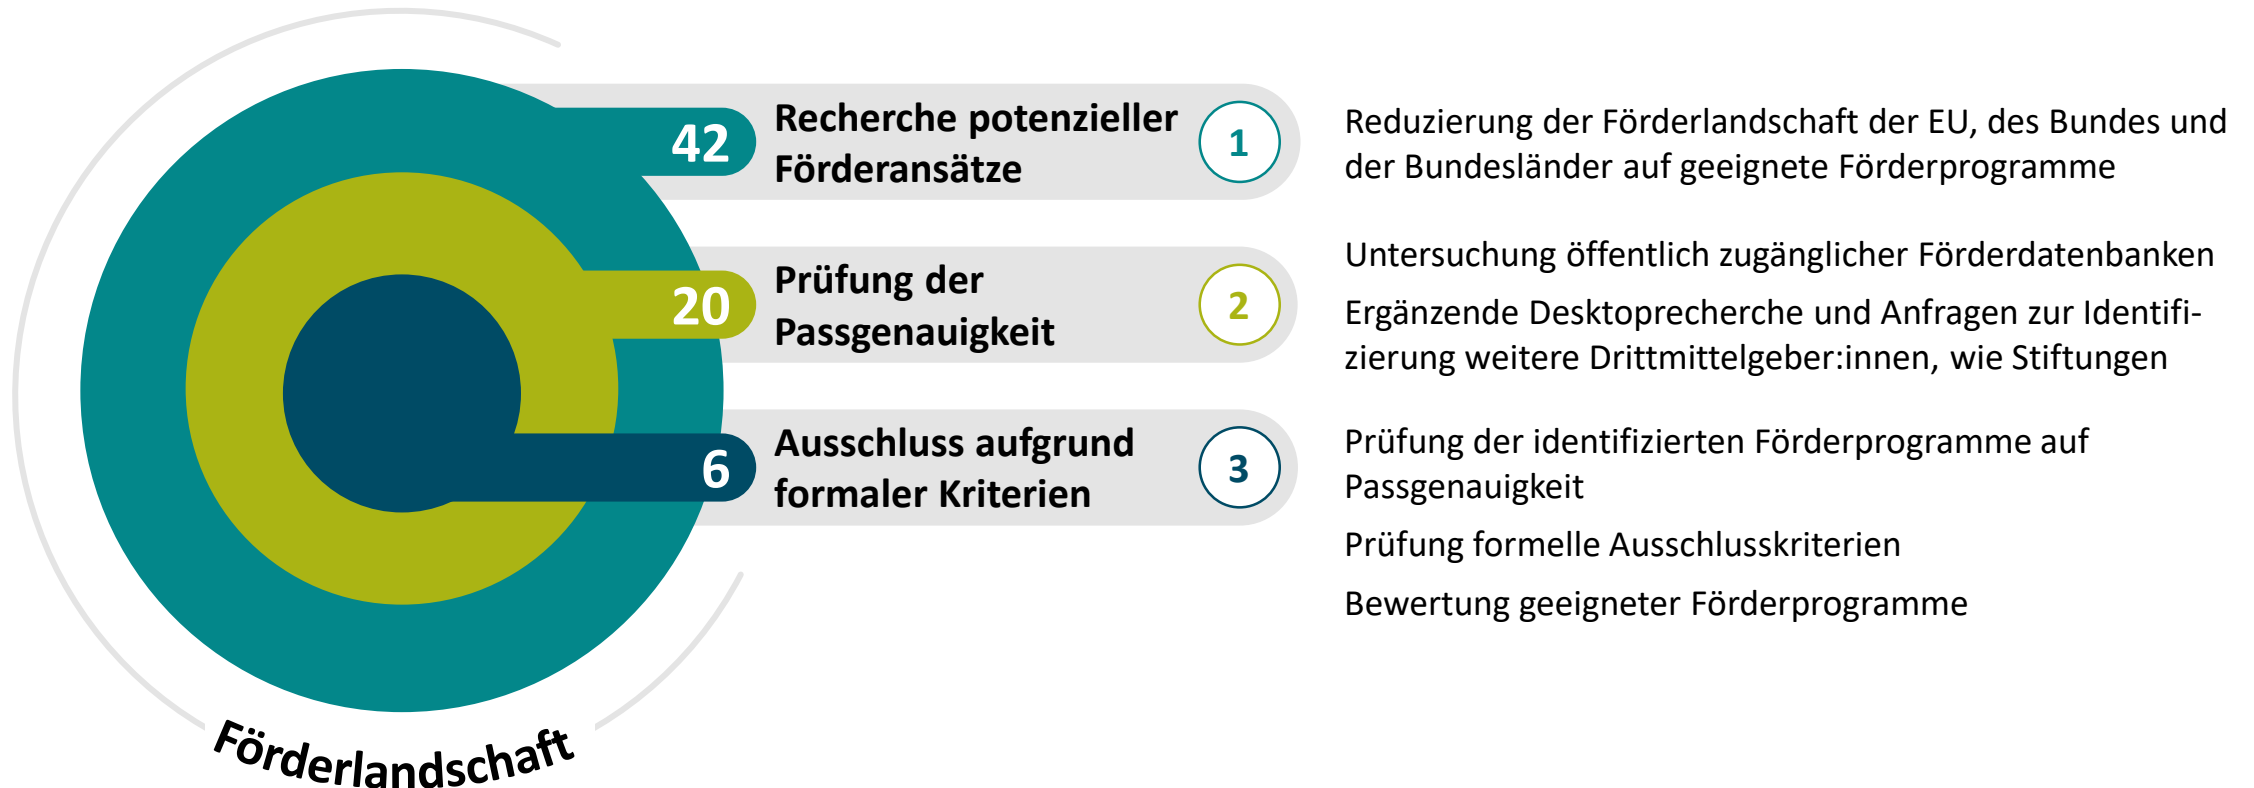 42
Recherche potenzieller
Förderansätze
1
Reduzierung der Förderlandschaft der EU, des Bundes und
der Bundesländer auf geeignete Förderprogramme
20
Prüfung der
Passgenauigkeit
2
Untersuchung öffentlich zugänglicher Förderdatenbanken
Ergänzende Desktoprecherche und Anfragen zur Identifi-
zierung weitere Drittmittelgeber:innen, wie Stiftungen
6
Ausschluss aufgrund
formaler Kriterien
3
Prüfung der identifizierten Förderprogramme auf
Passgenauigkeit
Prüfung formelle Ausschlusskriterien
Bewertung geeigneter Förderprogramme
Förderlandschaft